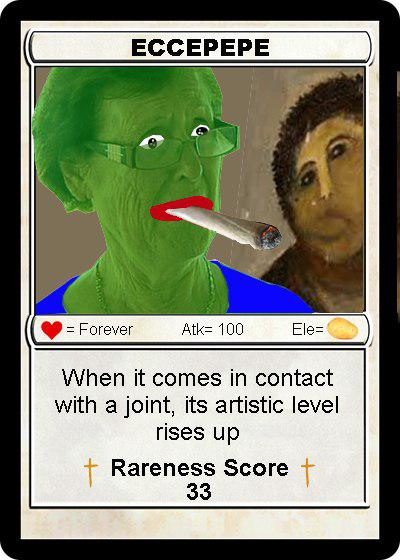 ECCEPEPE
= Forever Atk= 100 Ele=
When it comes in contact
with a joint, its artistic level
rises up
Rareness Score
33